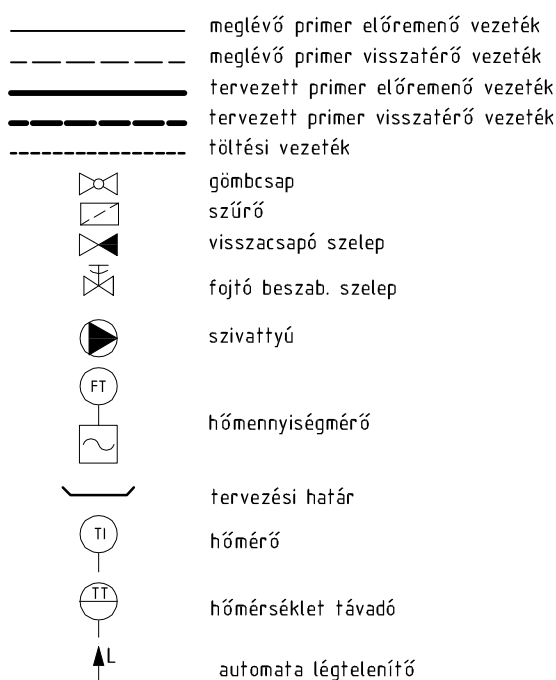 meglévő primer előremenő vezeték
meglévő primer visszatérő vezeték
tervezett primer előremenő vezeték
tervezett primer visszatérő vezeték
töltési vezeték
gömbcsap
szűrő
visszacsapó szelep
fojtó beszab. szelep
szivattyú
FT
hőmennyiségmérő
tervezési határ
TI
hőmérő
TT
hőmérséklet távadó
L
automata légtelenítő